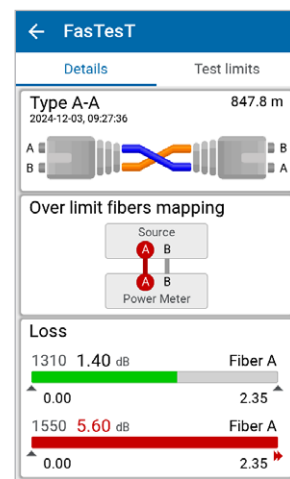 FasTesT
Details Test limits
Type A-A 847.8 m
2024-12-03, 09:27:36
A B
B A
Over limit fibers mapping
Source
A B
A B
Power Meter
Loss
1310 1.40 dB Fiber A
0.00 2.35
1550 5.60 dB Fiber A
0.00 2.35